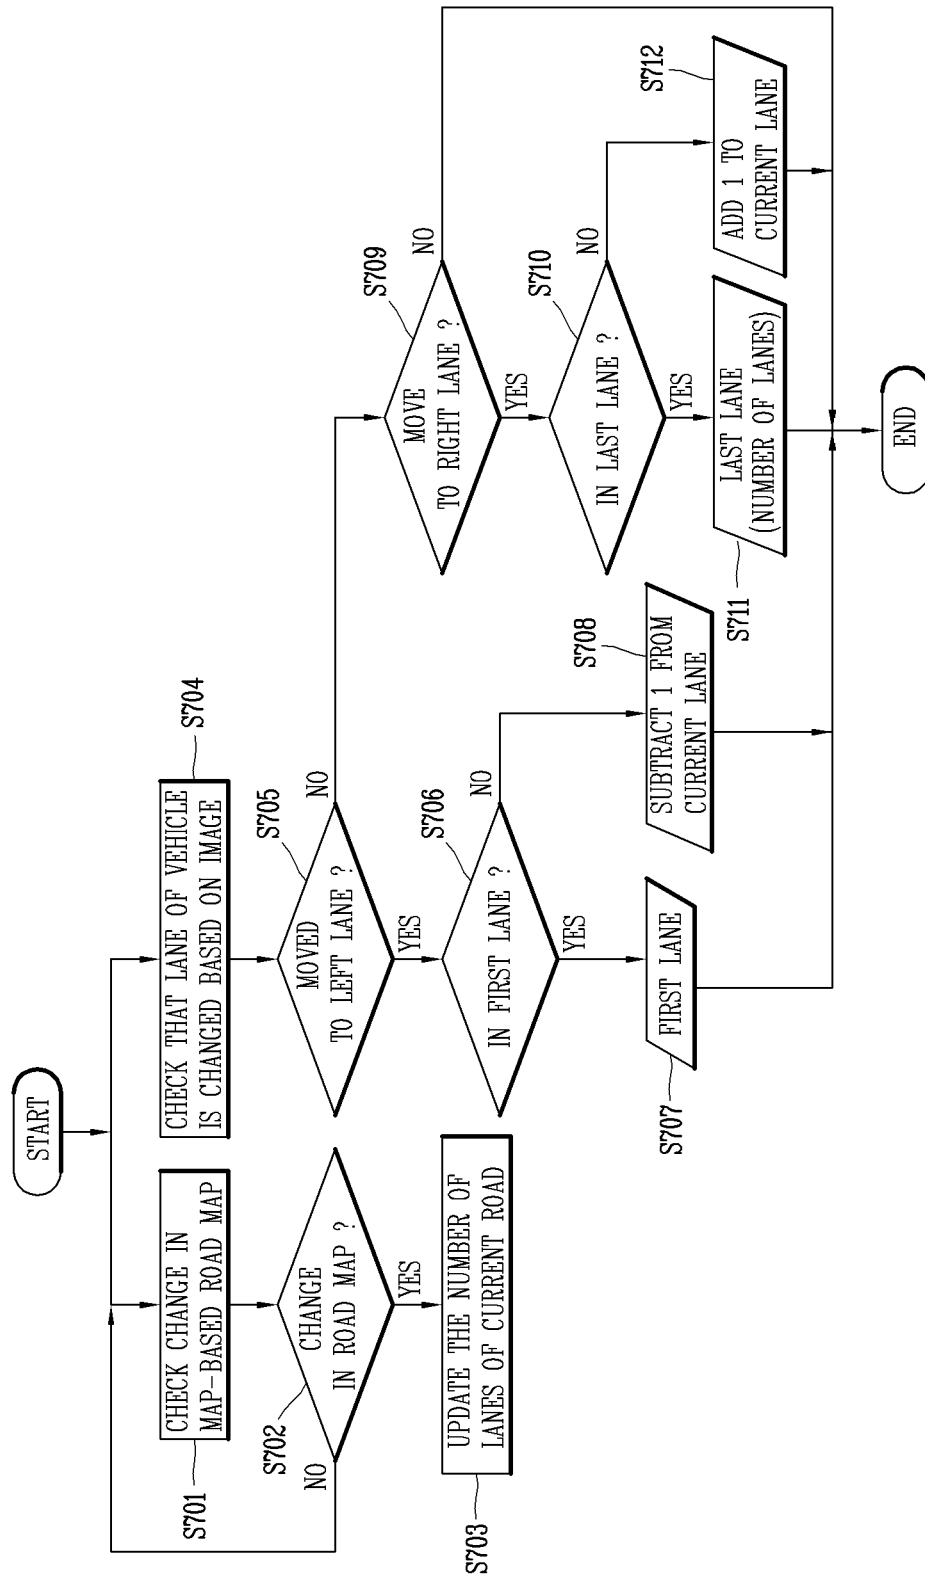 START
CHECK CHANGE IN
MAP-BASED ROAD MAP
S701
CHANGE
IN ROAD MAP ?
S702
NO
YES
UPDATE THE NUMBER OF
LANES OF CURRENT ROAD
S703
CHECK THAT LANE OF VEHICLE
IS CHANGED BASED ON IMAGE
S704
MOVED
TO LEFT LANE ?
S705
NO
YES
IN FIRST LANE ?
S706
NO
YES
FIRST LANE
S707
SUBTRACT 1 FROM
CURRENT LANE
S708
MOVE
TO RIGHT LANE ?
S709
NO
YES
IN LAST LANE ?
S710
NO
YES
LAST LANE
(NUMBER OF LANES)
S711
ADD 1 TO
CURRENT LANE
S712
END